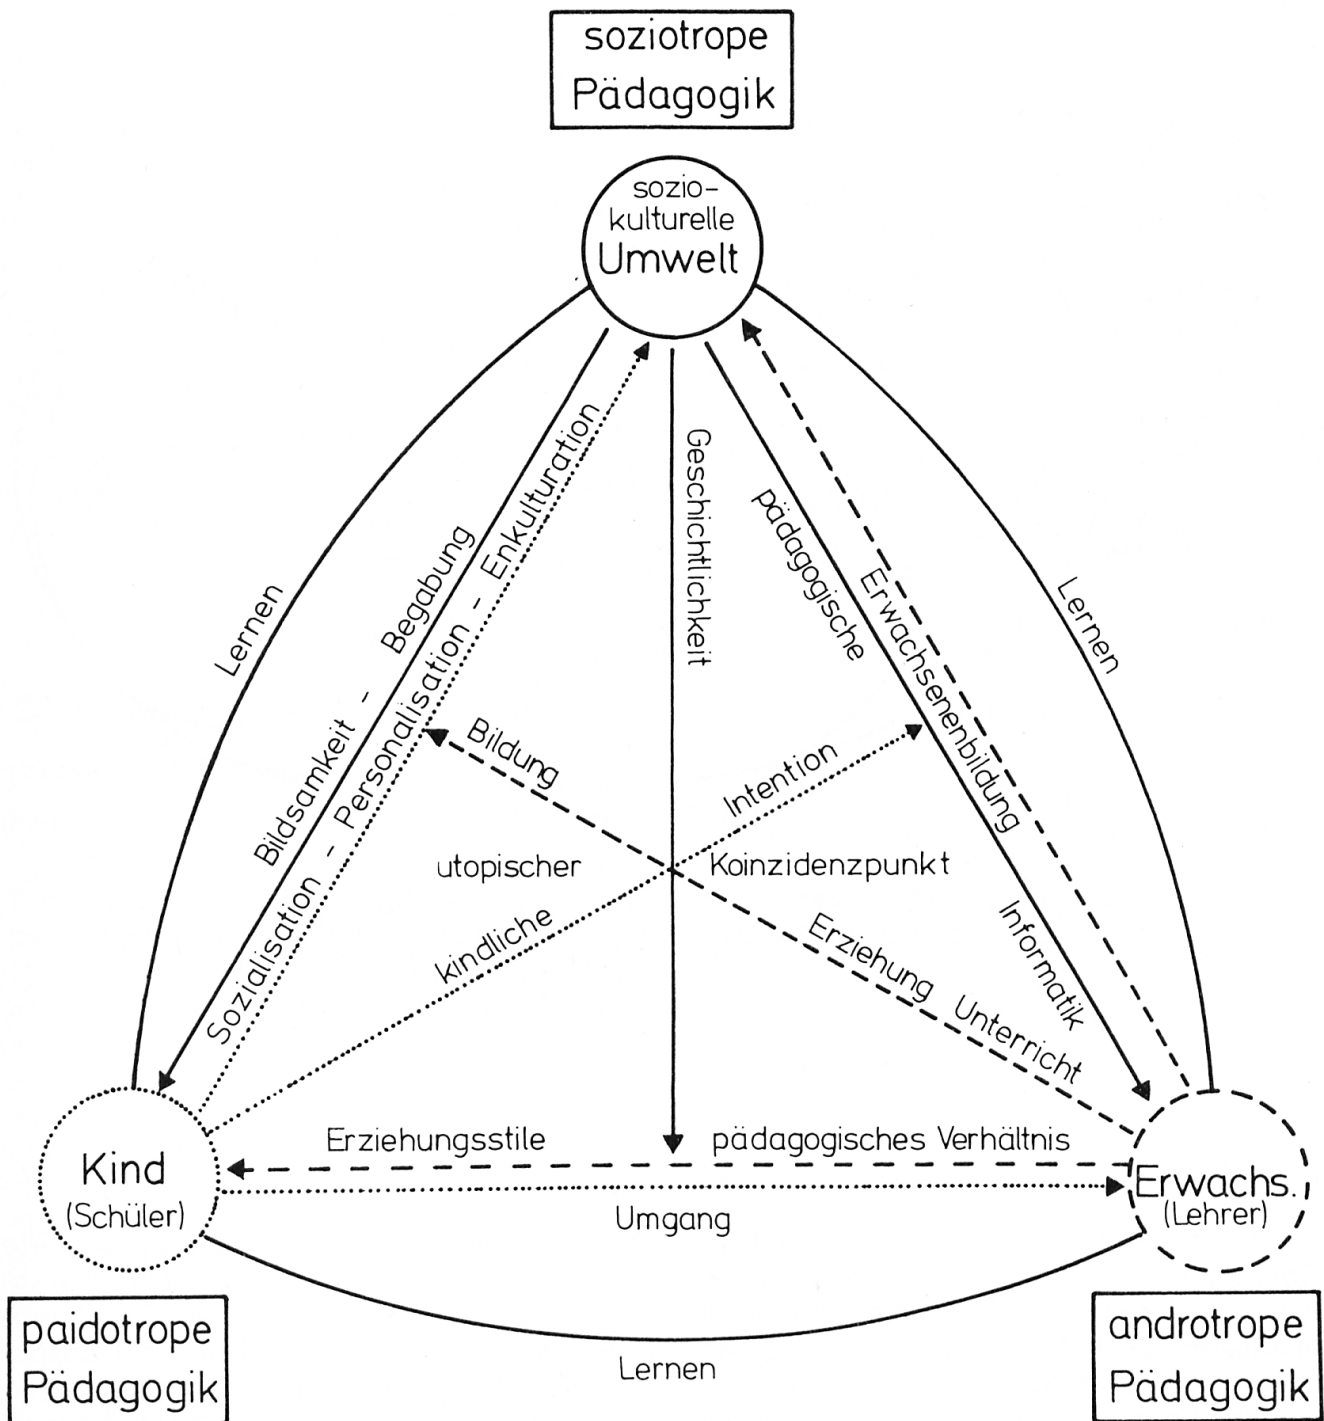 soziotrope
Pädagogik
sozio-
kulturelle
Umwelt
Lernen
Bildsamkeit - Begabung
Sozialisation - Personalisation - Enkulturation
Geschichtlichkeit
pädagogische Informatik
Erwachsenenbildung
Lernen
Bildung
kindliche Intention
utopischer Koinzidenzpunkt
Erziehung Unterricht
Erziehungsstile
pädagogisches Verhältnis
Umgang
Kind
(Schüler)
Erwachs.
(Lehrer)
Lernen
paidotrope
Pädagogik
androtrope
Pädagogik